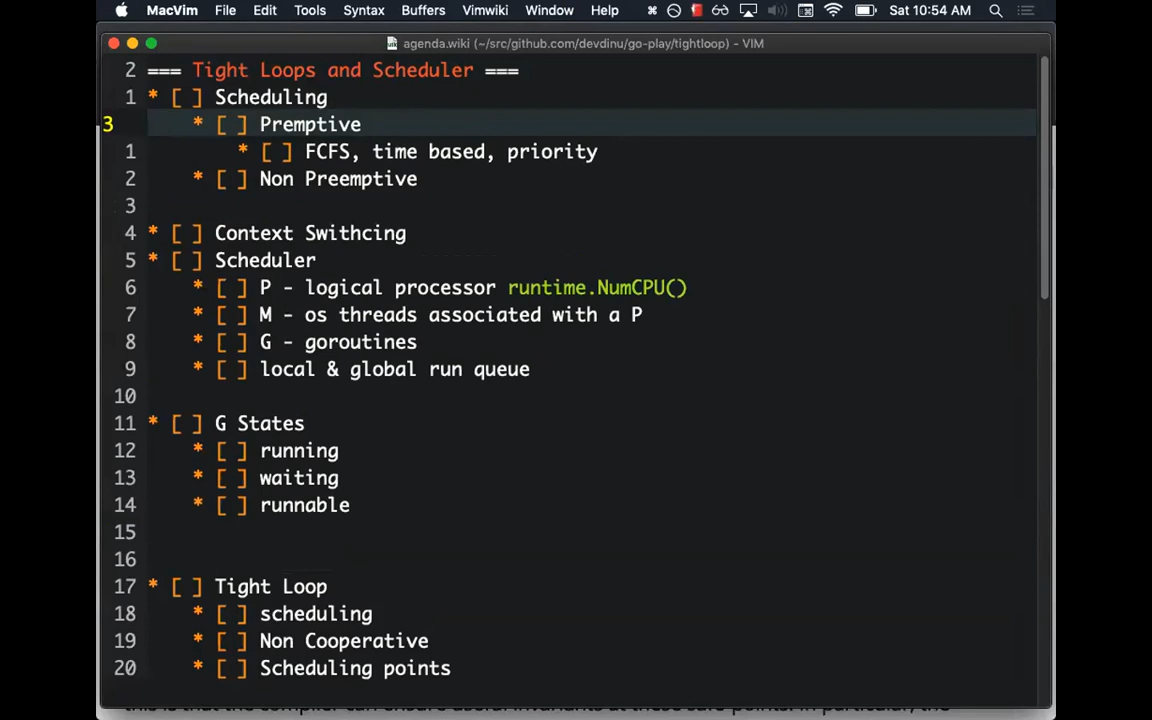 MacVim File Edit Tools Syntax Buffers Vimwiki Window Help Sat 10:54 AM
agenda.wiki (~/src/github.com/devdinu/go-play/tightloop) - VIM
2 === Tight Loops and Scheduler ===
1 * [ ] Scheduling
3 * [ ] Premptive
1 * [ ] FCFS, time based, priority
2 * [ ] Non Preemptive
3
4 * [ ] Context Swithcing
5 * [ ] Scheduler
6 * [ ] P - logical processor runtime.NumCPU()
7 * [ ] M - os threads associated with a P
8 * [ ] G - goroutines
9 * [ ] local & global run queue
10
11 * [ ] G States
12 * [ ] running
13 * [ ] waiting
14 * [ ] runnable
15
16
17 * [ ] Tight Loop
18 * [ ] scheduling
19 * [ ] Non Cooperative
20 * [ ] Scheduling points